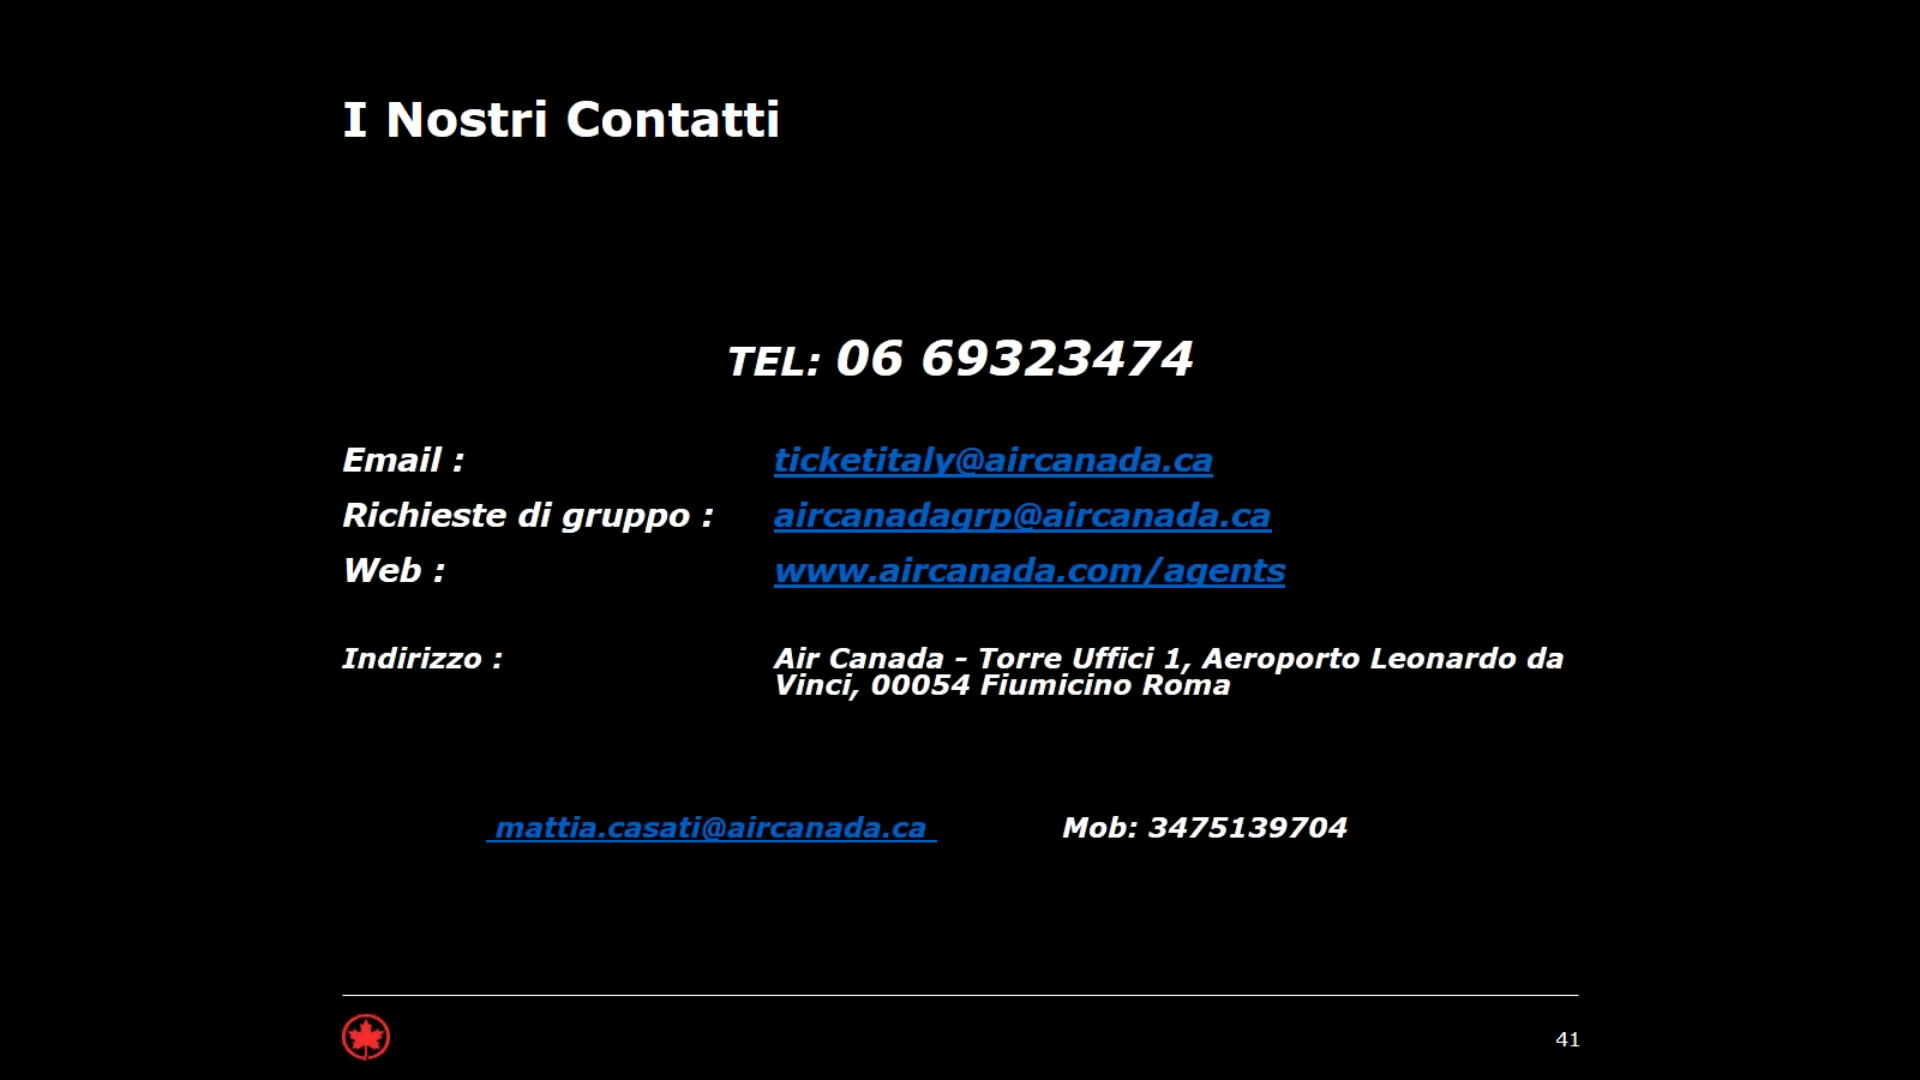 I Nostri Contatti
TEL: 06 69323474
Email : ticketitaly@aircanada.ca
Richieste di gruppo : aircanadagrp@aircanada.ca
Web : www.aircanada.com/agents
Indirizzo : Air Canada - Torre Uffici 1, Aeroporto Leonardo da
Vinci, 00054 Fiumicino Roma
mattia.casati@aircanada.ca Mob: 3475139704
41